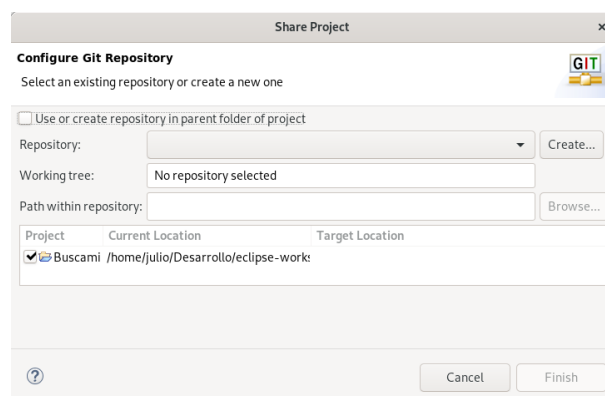 Share Project
Configure Git Repository
Select an existing repository or create a new one
GIT
Use or create repository in parent folder of project
Repository: Create...
Working tree: No repository selected
Path within repository: Browse...
Project Current Location Target Location
Buscami /home/julio/Desarrollo/eclipse-works
Cancel Finish